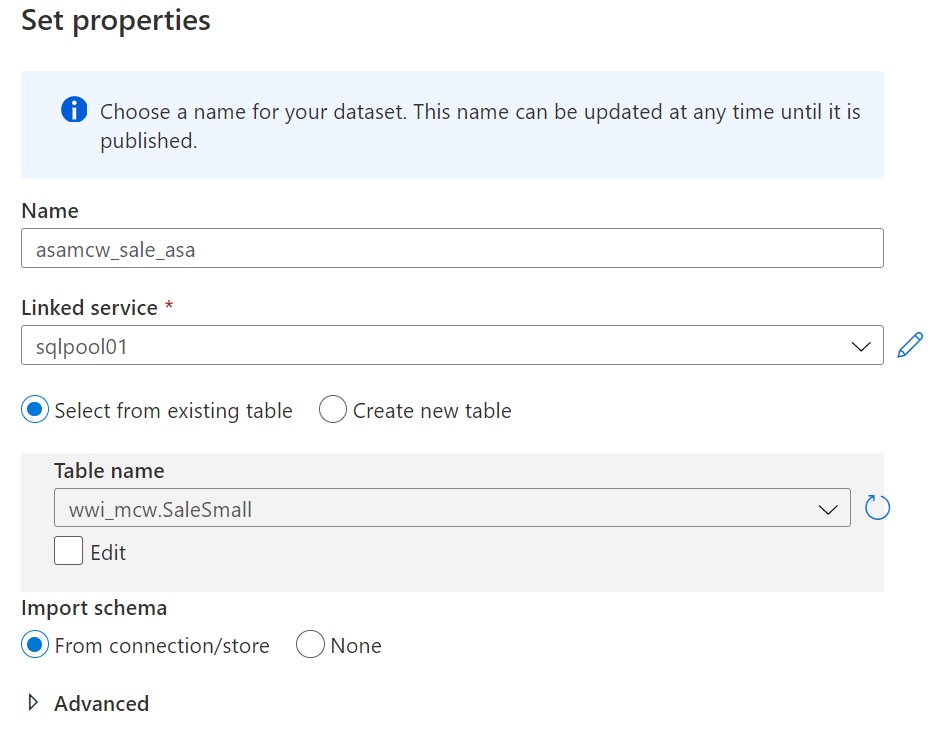 Set properties
Choose a name for your dataset. This name can be updated at any time until it is
published.
Name
asamcw_sale_asa
Linked service *
sqlpool01
Select from existing table Create new table
Table name
wwi_mcw.SaleSmall
Edit
Import schema
From connection/store None
Advanced